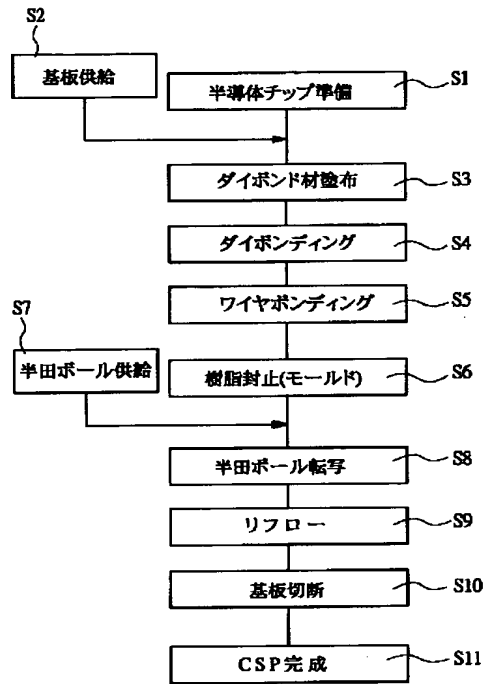 S2
基板供給
S1
半導体チップ準備
S3
ダイボンド材塗布
S4
ダイボンディング
S5
ワイヤボンディング
S7
半田ボール供給
S6
樹脂封止(モールド)
S8
半田ボール転写
S9
リフロー
S10
基板切断
S11
CSP完成